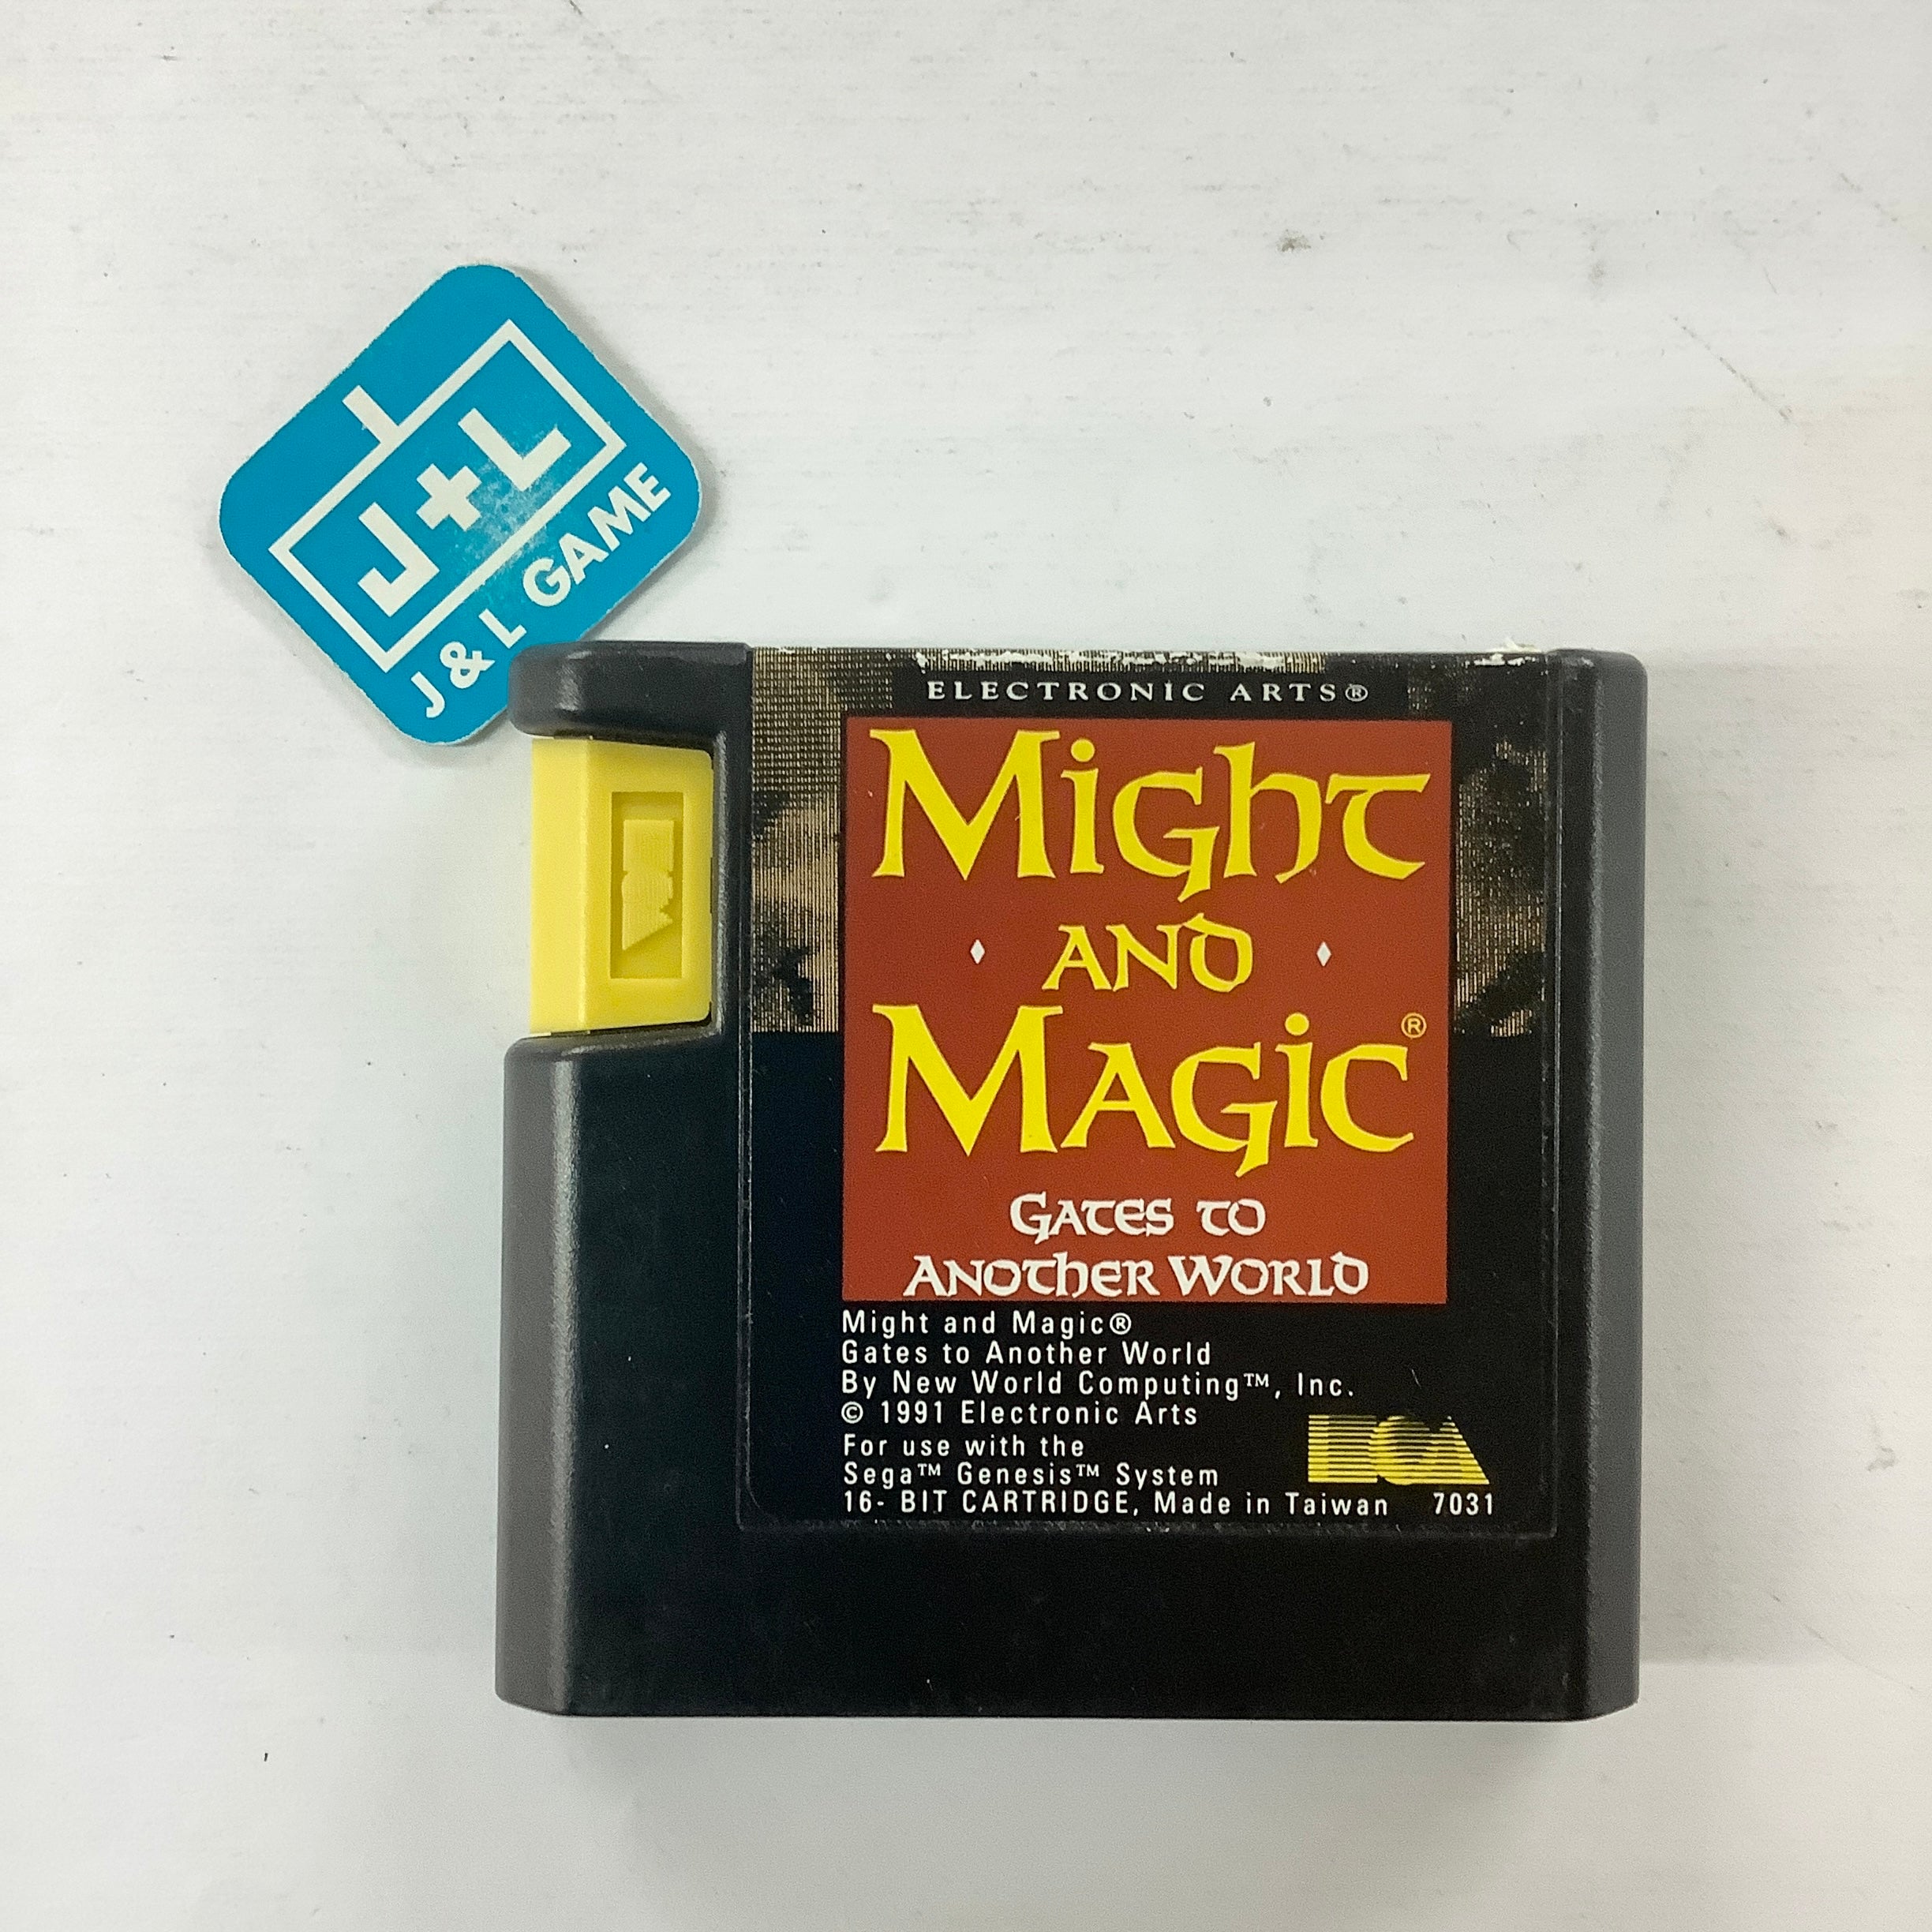 J+L
J & L GAME
ELECTRONIC ARTS®
Might
AND
MAGIC®
GATES TO
ANOTHER WORLD
Might and Magic®
Gates to Another World
By New World Computing™, Inc.
© 1991 Electronic Arts
For use with the
Sega™ Genesis™ System
16- BIT CARTRIDGE, Made in Taiwan 7031
EA